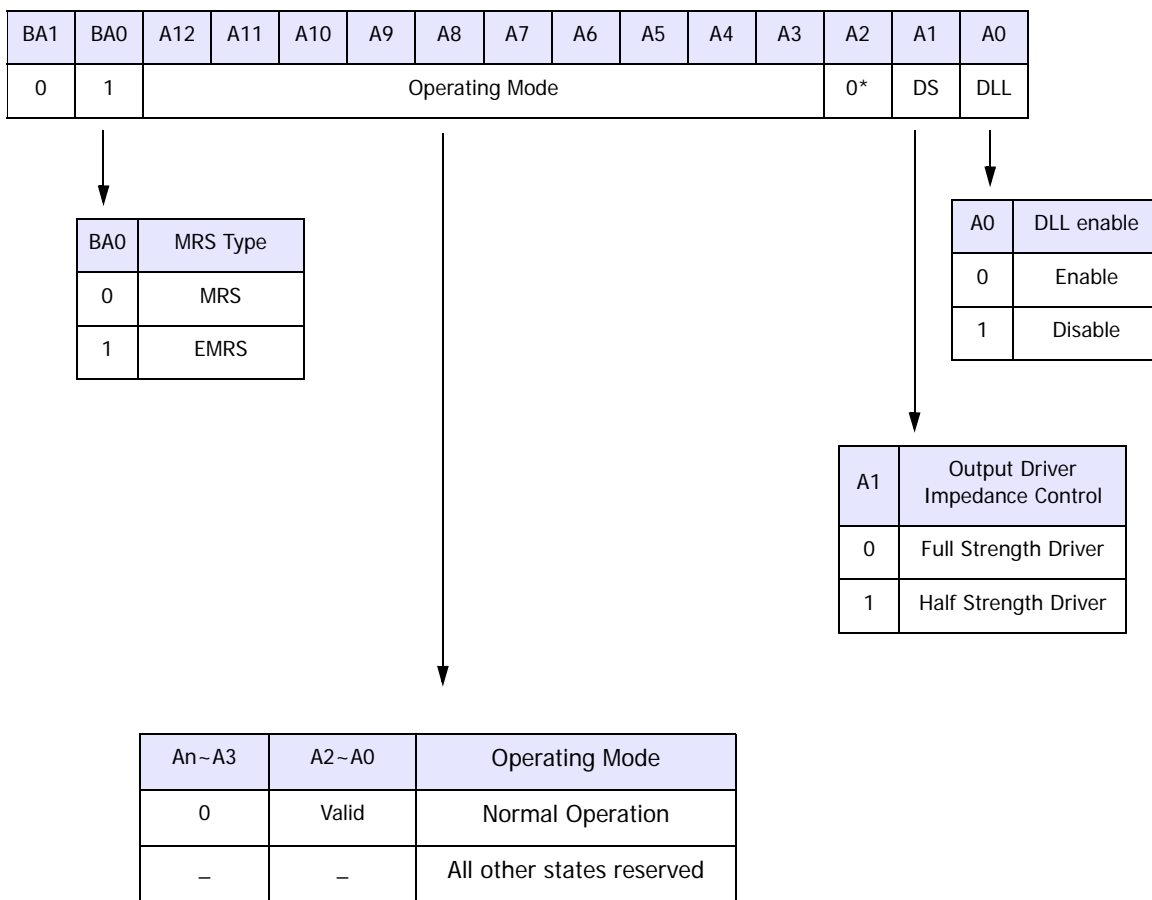 BA1 BA0 A12 A11 A10 A9 A8 A7 A6 A5 A4 A3 A2 A1 A0
0 1 Operating Mode 0* DS DLL
BA0 MRS Type
0 MRS
1 EMRS
A0 DLL enable
0 Enable
1 Disable
A1 Output Driver
Impedance Control
0 Full Strength Driver
1 Half Strength Driver
An~A3 A2~A0 Operating Mode
0 Valid Normal Operation
_ _ All other states reserved